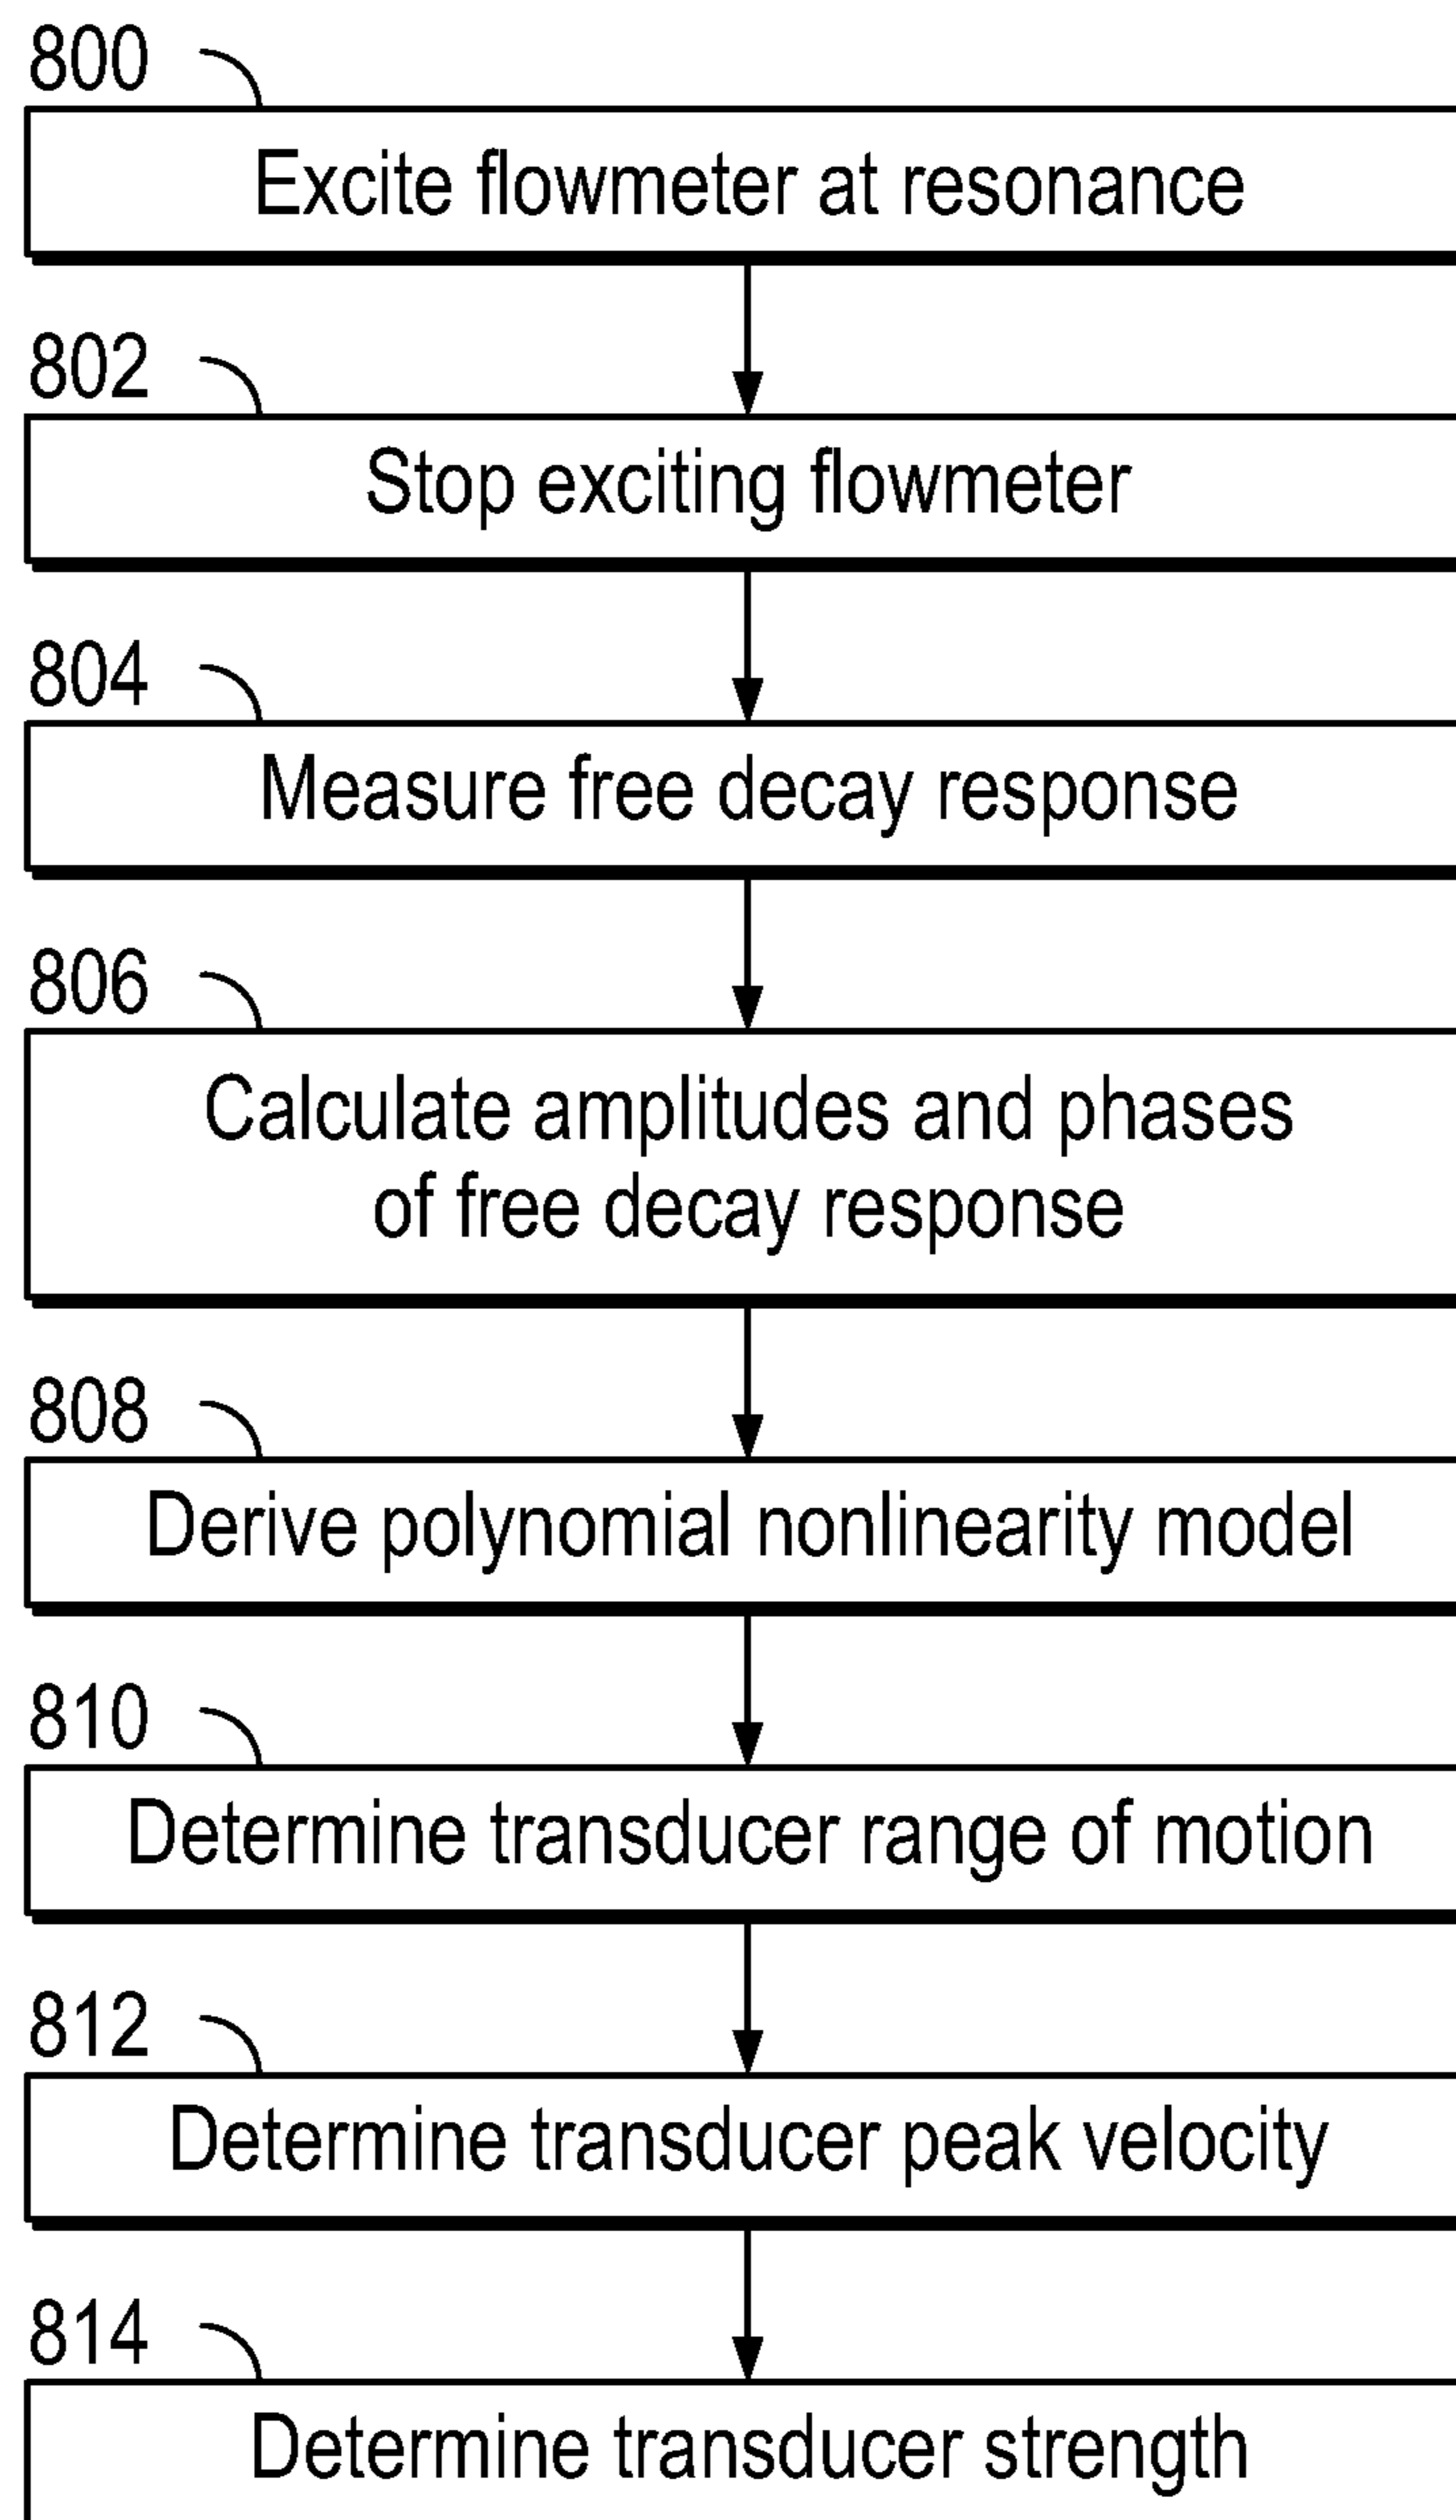 800
Excite flowmeter at resonance
802
Stop exciting flowmeter
804
Measure free decay response
806
Calculate amplitudes and phases
of free decay response
808
Derive polynomial nonlinearity model
810
Determine transducer range of motion
812
Determine transducer peak velocity
814
Determine transducer strength